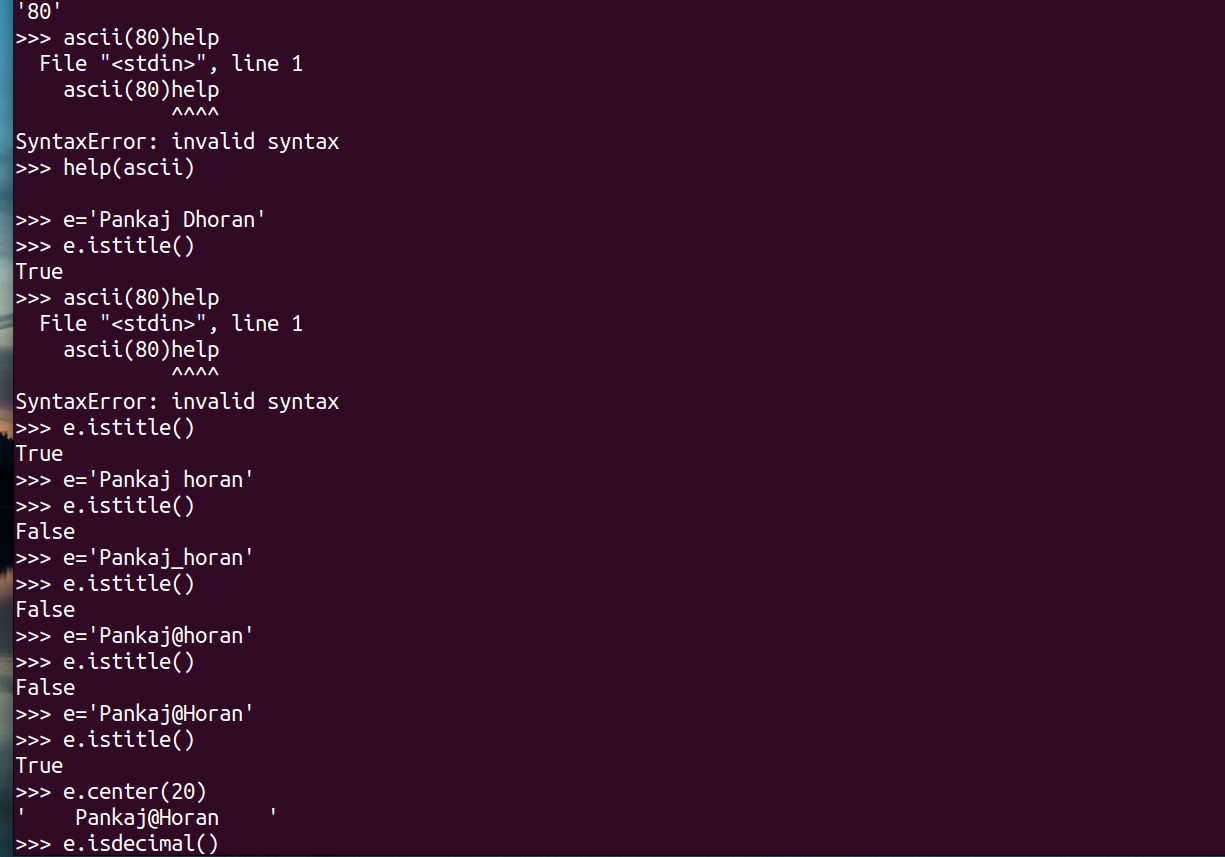 '80'
>>> ascii(80)help
  File "<stdin>", line 1
    ascii(80)help
             ^^^^
SyntaxError: invalid syntax
>>> help(ascii)

>>> e='Pankaj Dhoran'
>>> e.istitle()
True
>>> ascii(80)help
  File "<stdin>", line 1
    ascii(80)help
             ^^^^
SyntaxError: invalid syntax
>>> e.istitle()
True
>>> e='Pankaj horan'
>>> e.istitle()
False
>>> e='Pankaj_horan'
>>> e.istitle()
False
>>> e='Pankaj@horan'
>>> e.istitle()
False
>>> e='Pankaj@Horan'
>>> e.istitle()
True
>>> e.center(20)
'    Pankaj@Horan    '
>>> e.isdecimal()